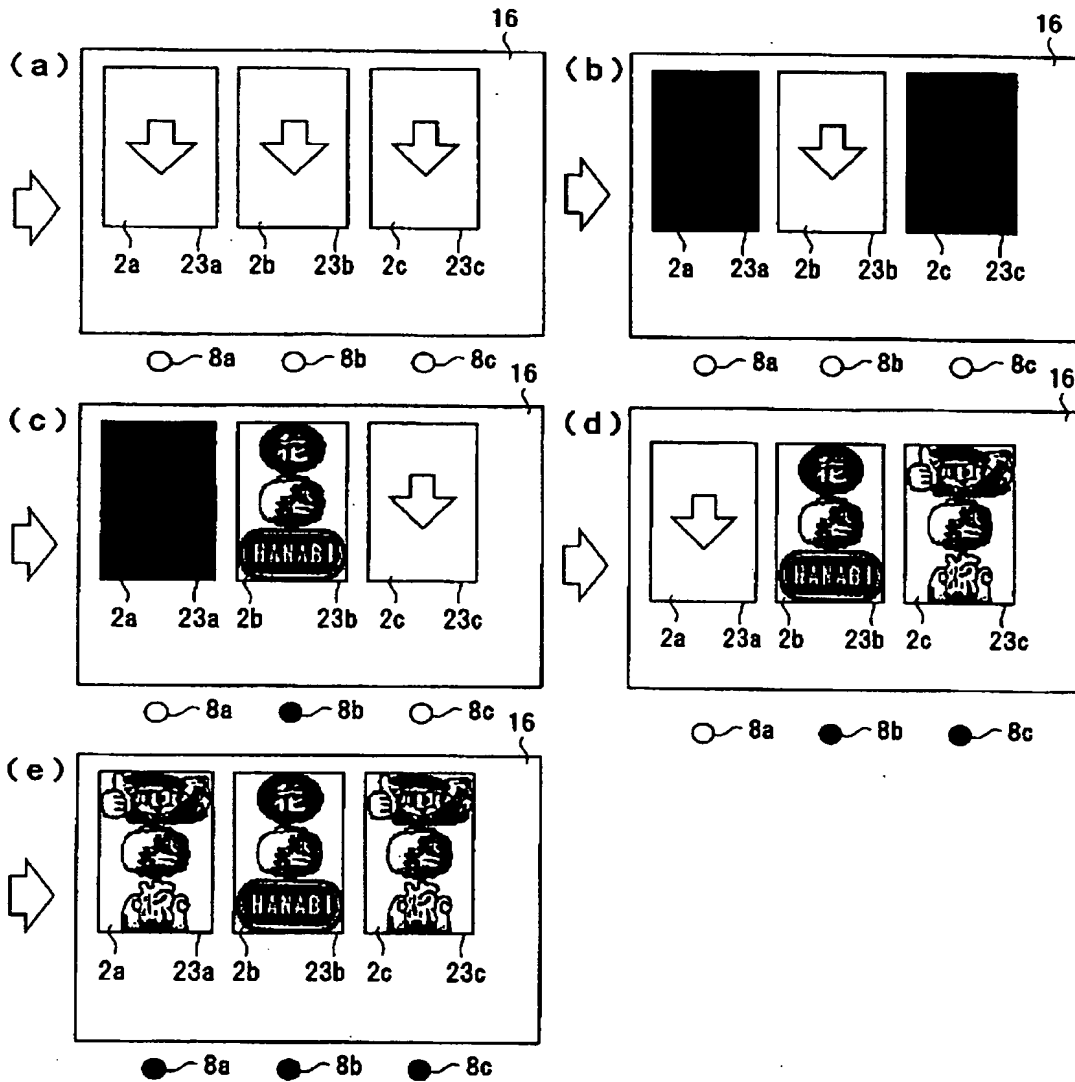 16
16
(a)
(b)
2a 23a 2b 23b 2c 23c
2a 23a 2b 23b 2c 23c
8a 8b 8c
8a 8b 8c
16
16
(c)
(d)
花
花
HANABI
HANABI
2a 23a 2b 23b 2c 23c
2a 23a 2b 23b 2c 23c
8a 8b 8c
8a 8b 8c
16
(e)
花
HANABI
2a 23a 2b 23b 2c 23c
8a 8b 8c